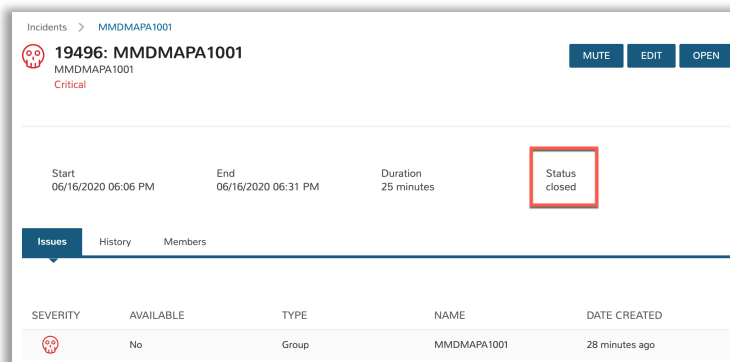 Incidents > MMDMAPA1001
19496: MMDMAPA1001
MMDMAPA1001
Critical
MUTE EDIT OPEN
Start End Duration Status
06/16/2020 06:06 PM 06/16/2020 06:31 PM 25 minutes closed
Issues History Members
SEVERITY AVAILABLE TYPE NAME DATE CREATED
No Group MMDMAPA1001 28 minutes ago